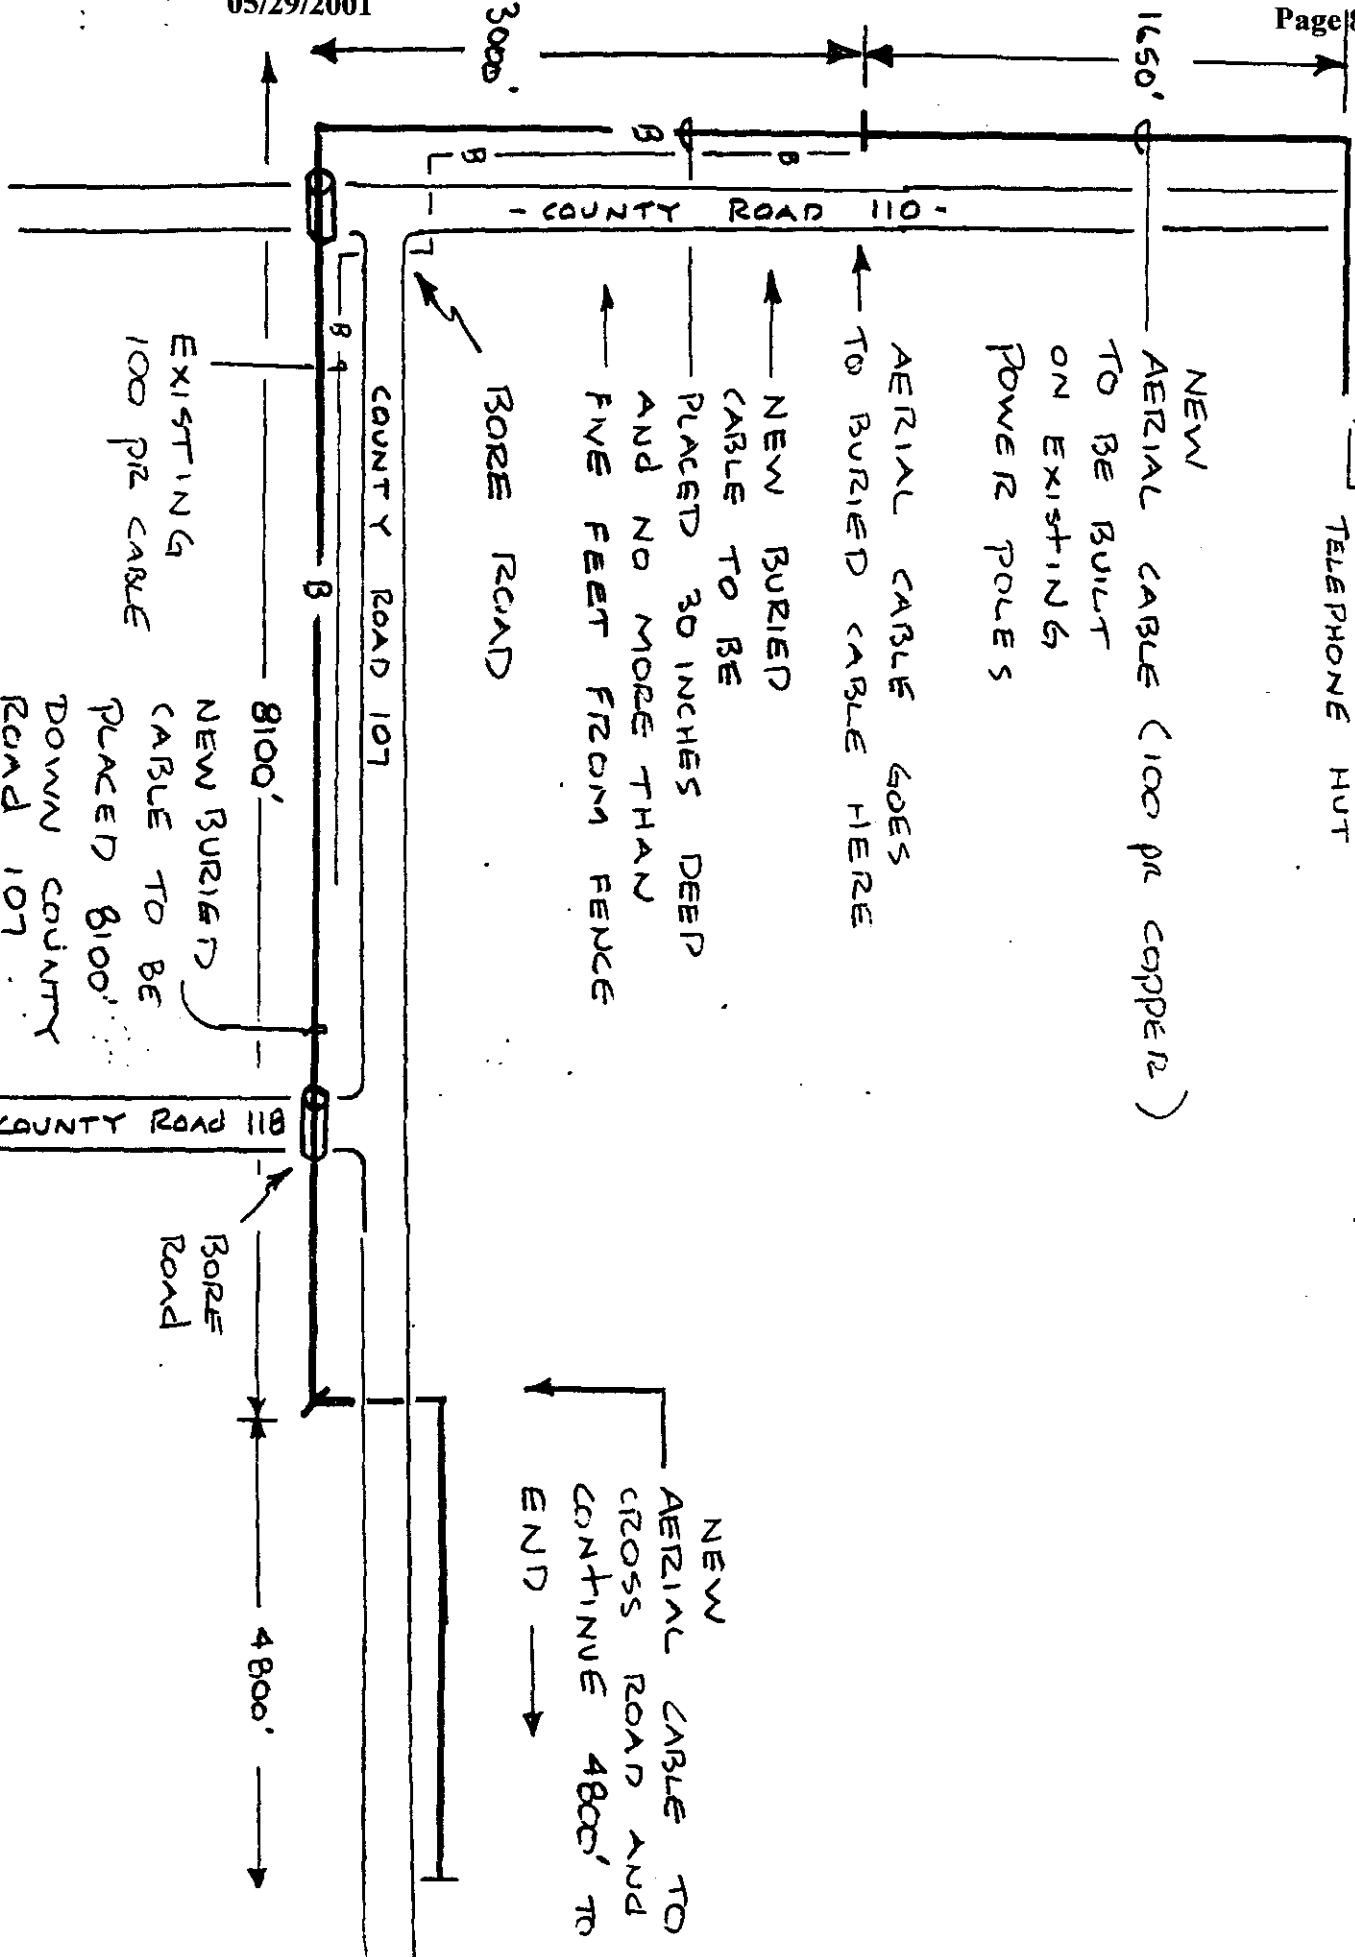 05/29/2001
Page 8
TELEPHONE HUT
1650'
3000'
NEW
AERIAL CABLE (100 PR COPPER)
TO BE BUILT
ON EXISTING
POWER POLES
AERIAL CABLE GOES
TO BURIED CABLE HERE
NEW BURIED
CABLE TO BE
PLACED 30 INCHES DEEP
AND NO MORE THAN
FIVE FEET FROM FENCE
- COUNTY ROAD 110 -
B
B
B
BORE ROAD
COUNTY ROAD 107
B
B
EXISTING
100 PR CABLE
8100'
NEW BURIED
CABLE TO BE
PLACED 8100'
DOWN COUNTY
ROAD 107
COUNTY ROAD 118
BORE
ROAD
NEW
AERIAL CABLE TO
CROSS ROAD AND
CONTINUE 4800' TO
END
4800'